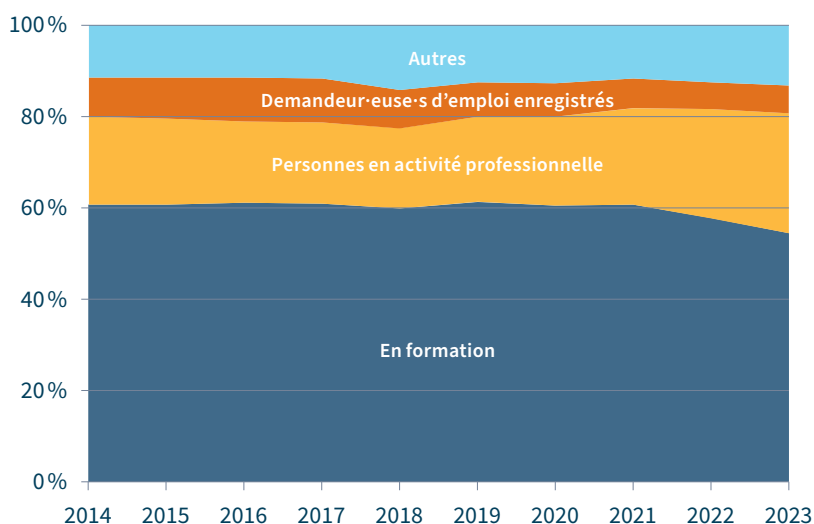 100 %
80 %
60 %
40 %
20 %
0 %
Autres
Demandeur·euse·s d’emploi enregistrés
Personnes en activité professionnelle
En formation
2014 2015 2016 2017 2018 2019 2020 2021 2022 2023